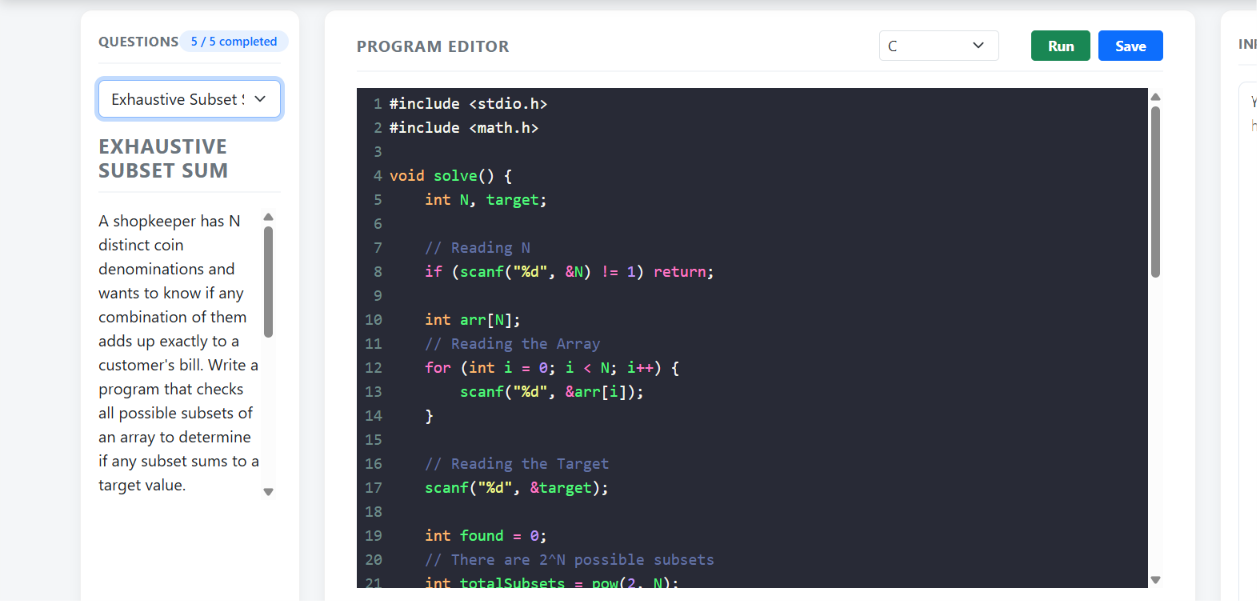 QUESTIONS 5 / 5 completed
Exhaustive Subset
EXHAUSTIVE
SUBSET SUM
A shopkeeper has N
distinct coin
denominations and
wants to know if any
combination of them
adds up exactly to a
customer's bill. Write a
program that checks
all possible subsets of
an array to determine
if any subset sums to a
target value.
PROGRAM EDITOR
C
Run
Save
1 #include <stdio.h>
2 #include <math.h>
3
4 void solve() {
5     int N, target;
6
7     // Reading N
8     if (scanf("%d", &N) != 1) return;
9
10     int arr[N];
11     // Reading the Array
12     for (int i = 0; i < N; i++) {
13         scanf("%d", &arr[i]);
14     }
15
16     // Reading the Target
17     scanf("%d", &target);
18
19     int found = 0;
20     // There are 2^N possible subsets
21     int totalSubsets = pow(2, N);